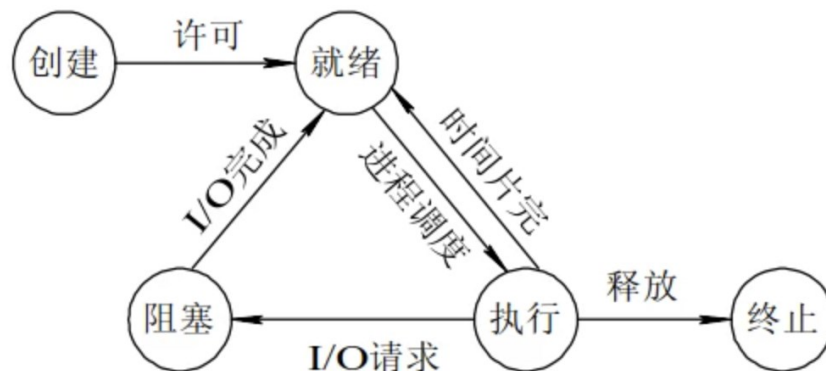 创建
许可
就绪
I/O完成
进程调度
时间片完
阻塞
I/O请求
执行
释放
终止